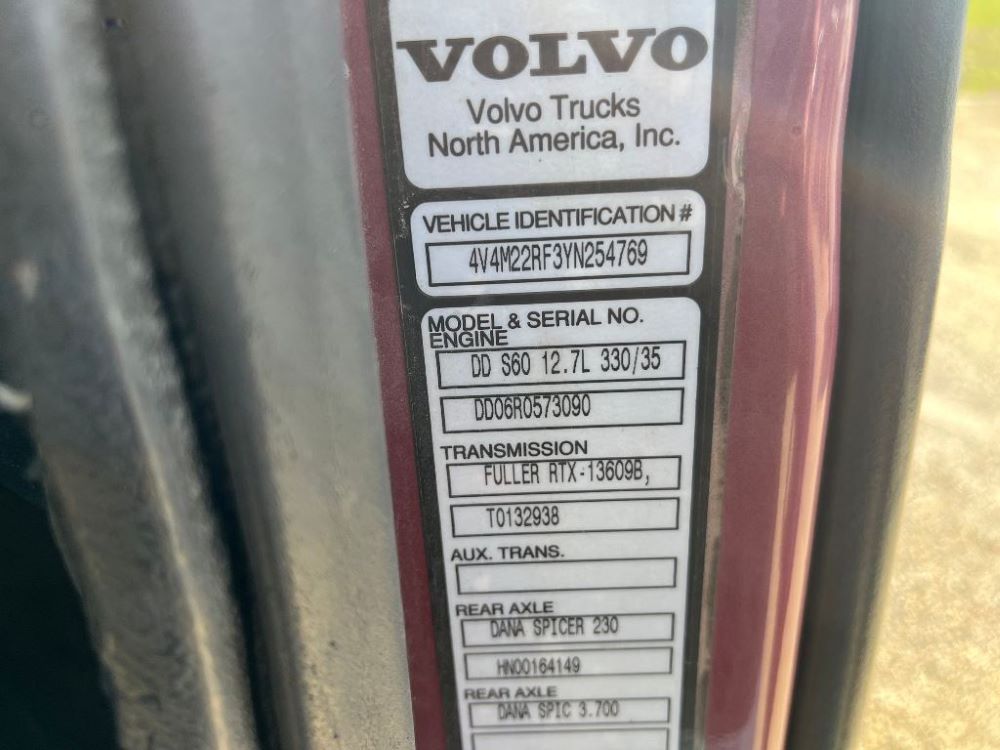 VOLVO
Volvo Trucks
North America, Inc.
VEHICLE IDENTIFICATION #
4V4M22RF3YN254769
MODEL & SERIAL NO.
ENGINE
DD S60 12.7L 330/35
DD06R0573090
TRANSMISSION
FULLER RTX-13609B,
T0132938
AUX. TRANS.
REAR AXLE
DANA SPICER 230
HN00164149
REAR AXLE
DANA SPIC 3.700